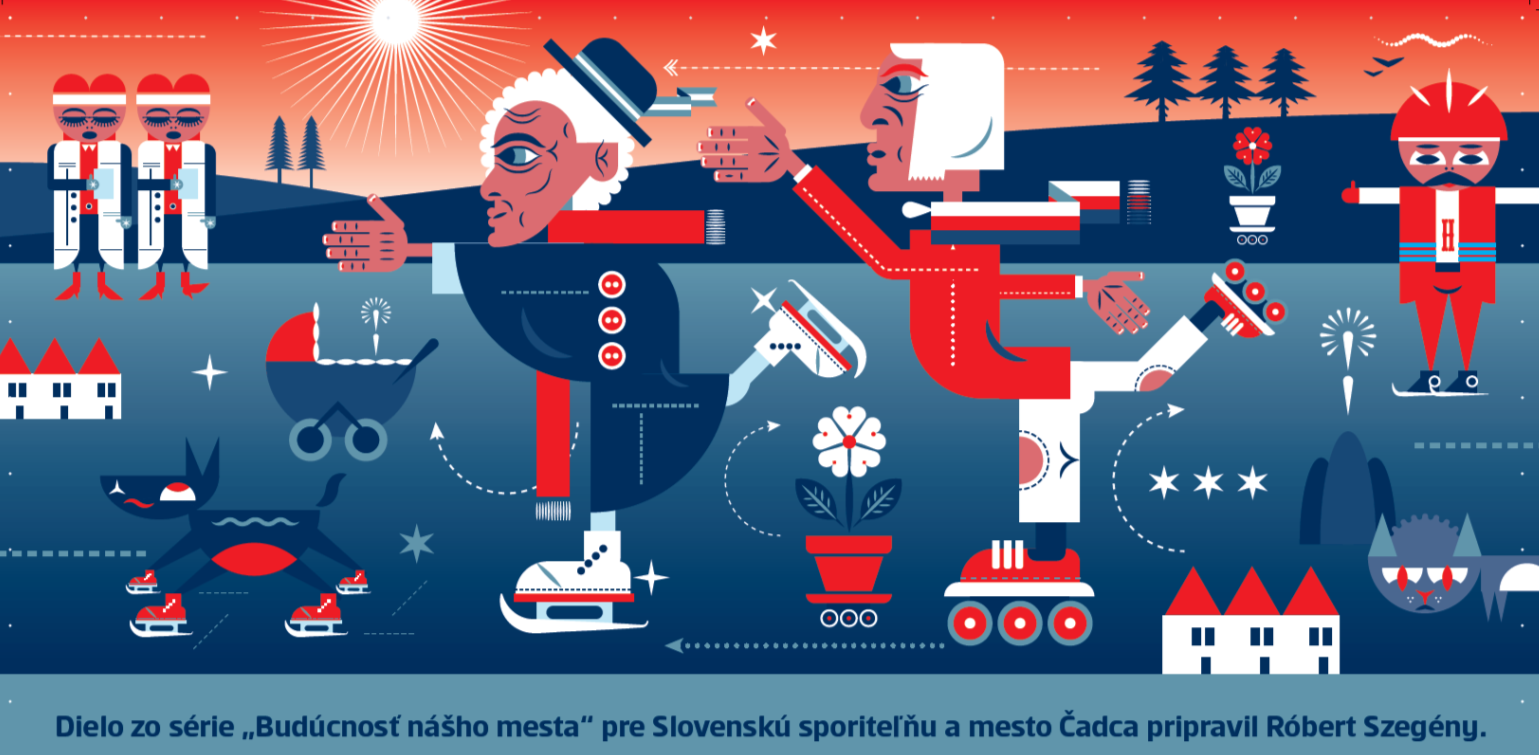 Dielo zo série „Budúcnosť nášho mesta“ pre Slovenskú sporiteľňu a mesto Čadca pripravil Róbert Szegény.